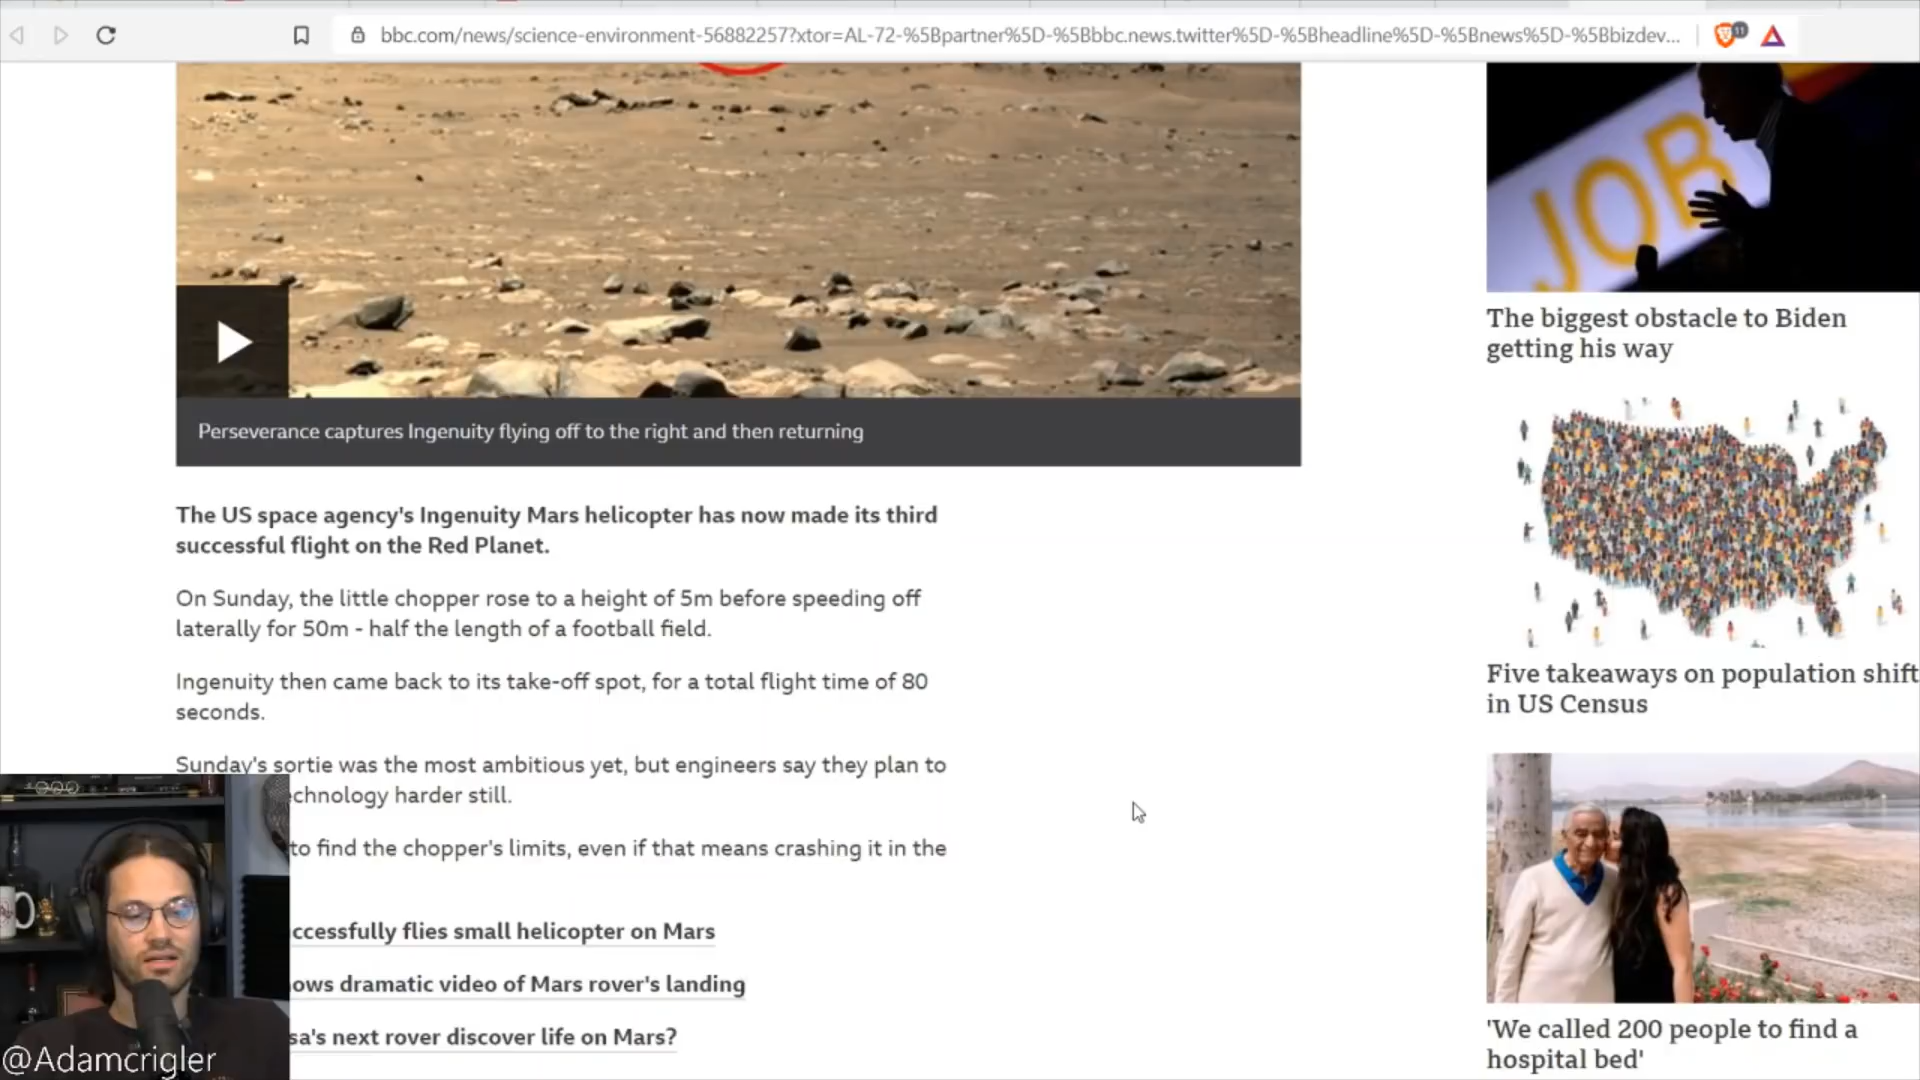 bbc.com/news/science-environment-56882257?xtor=AL-72-%5Bpartner%5D-%5Bbbc.news.twitter%5D-%5Bheadline%5D-%5Bnews%5D-%5Bbizdev...
11
JOB
Perseverance captures Ingenuity flying off to the right and then returning
The US space agency's Ingenuity Mars helicopter has now made its third
successful flight on the Red Planet.
On Sunday, the little chopper rose to a height of 5m before speeding off
laterally for 50m - half the length of a football field.
Ingenuity then came back to its take-off spot, for a total flight time of 80
seconds.
Sunday's sortie was the most ambitious yet, but engineers say they plan to
echnology harder still.
to find the chopper's limits, even if that means crashing it in the
ccessfully flies small helicopter on Mars
ows dramatic video of Mars rover's landing
sa's next rover discover life on Mars?
@Adamcrigler
The biggest obstacle to Biden
getting his way
Five takeaways on population shift
in US Census
'We called 200 people to find a
hospital bed'